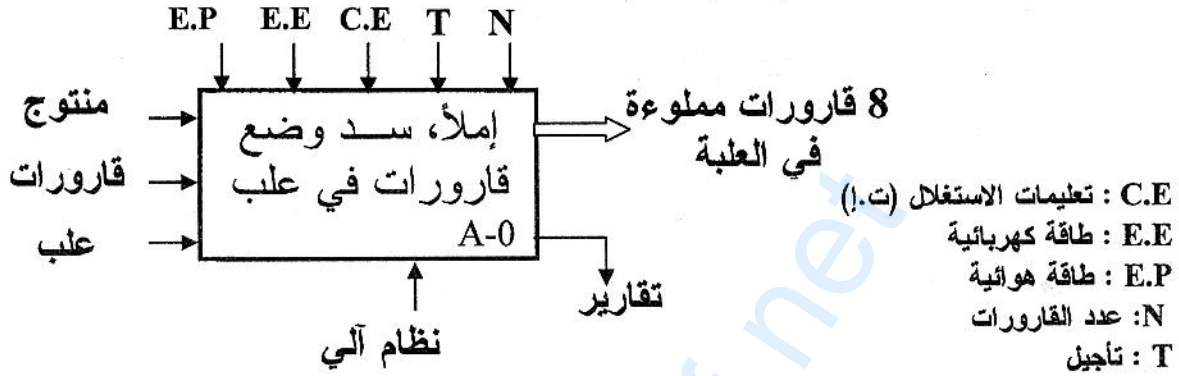 E.P E.E C.E T N
منتوج
قارورات
علب
إملأ، سد وضع
قارورات في علب
A-0
8 قارورات مملوءة
في العلبة
تقارير
نظام آلي
C.E : تعليمات الاستغلال (ت.إ)
E.E : طاقة كهربائية
E.P : طاقة هوائية
N: عدد القارورات
T : تأجيل